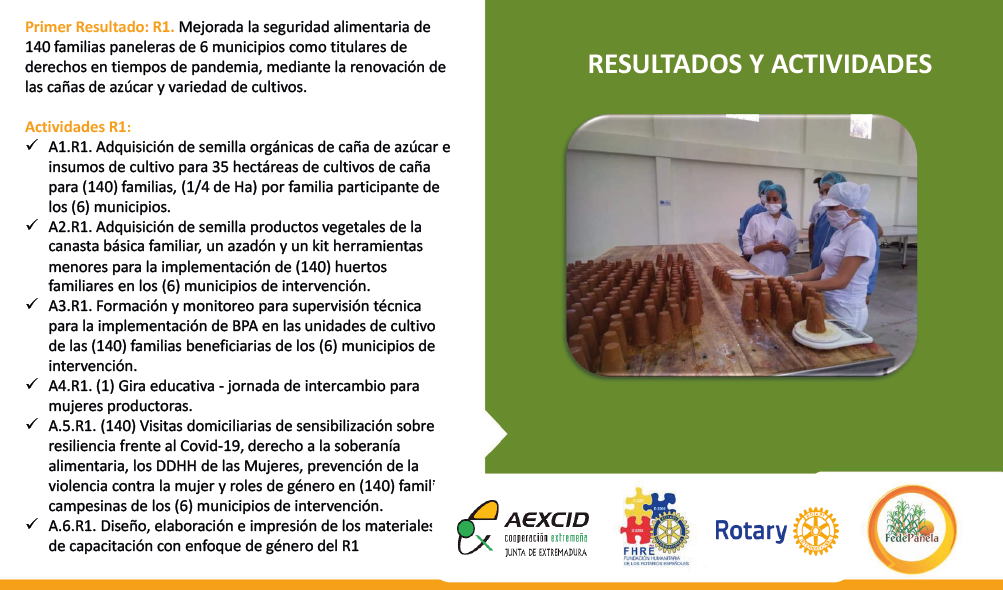 Primer Resultado: R1. Mejorada la seguridad alimentaria de
140 familias paneleras de 6 municipios como titulares de
derechos en tiempos de pandemia, mediante la renovación de
las cañas de azúcar y variedad de cultivos.
Actividades R1:
✓ A1.R1. Adquisición de semilla orgánicas de caña de azúcar e
insumos de cultivo para 35 hectáreas de cultivos de caña
para (140) familias, (1/4 de Ha) por familia participante de
los (6) municipios.
✓ A2.R1. Adquisición de semilla productos vegetales de la
canasta básica familiar, un azadón y un kit herramientas
menores para la implementación de (140) huertos
familiares en los (6) municipios de intervención.
✓ A3.R1. Formación y monitoreo para supervisión técnica
para la implementación de BPA en las unidades de cultivo
de las (140) familias beneficiarias de los (6) municipios de
intervención.
✓ A4.R1. (1) Gira educativa - jornada de intercambio para
mujeres productoras.
✓ A.5.R1. (140) Visitas domiciliarias de sensibilización sobre
resiliencia frente al Covid-19, derecho a la soberanía
alimentaria, los DDHH de las Mujeres, prevención de la
violencia contra la mujer y roles de género en (140) famili
campesinas de los (6) municipios de intervención.
✓ A.6.R1. Diseño, elaboración e impresión de los materiales
de capacitación con enfoque de género del R1
RESULTADOS Y ACTIVIDADES
AEXCID
cooperación extremeña
JUNTA DE EXTREMADURA
FHRE
FUNDACIÓN HUMANITARIA
DE LOS ROTARIOS ESPAÑOLES
Rotary
FedePanela